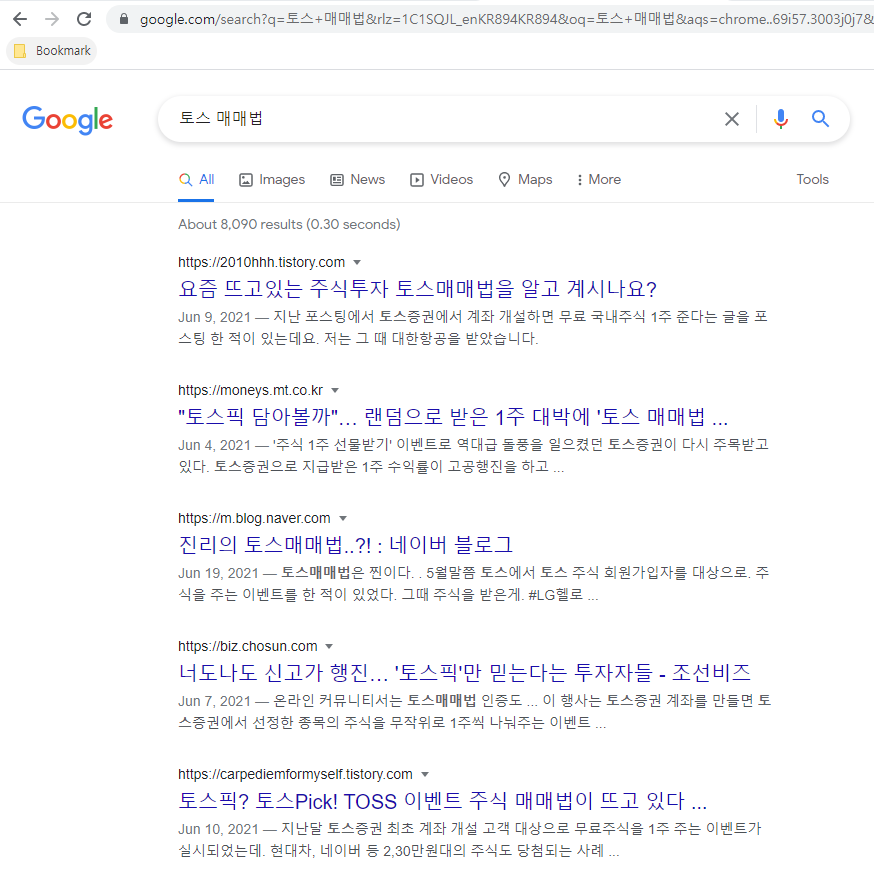 google.com/search?q=토스+매매법&rlz=1C1SQJL_enKR894KR894&oq=토스+매매법&aqs=chrome..69i57.3003j0j7&
Bookmark
Google
토스 매매법
All Images News Videos Maps More Tools
About 8,090 results (0.30 seconds)
https://2010hhh.tistory.com
요즘 뜨고있는 주식투자 토스매매법을 알고 계시나요?
Jun 9, 2021 — 지난 포스팅에서 토스증권에서 계좌 개설하면 무료 국내주식 1주 준다는 글을 포
스팅 한 적이 있는데요. 저는 그 때 대한항공을 받았습니다.
https://moneys.mt.co.kr
"토스픽 담아볼까"… 랜덤으로 받은 1주 대박에 '토스 매매법 ...
Jun 4, 2021 — '주식 1주 선물받기' 이벤트로 역대급 돌풍을 일으켰던 토스증권이 다시 주목받고
있다. 토스증권으로 지급받은 1주 수익률이 고공행진을 하고 ...
https://m.blog.naver.com
진리의 토스매매법..?! : 네이버 블로그
Jun 19, 2021 — 토스매매법은 찐이다. . 5월말쯤 토스에서 토스 주식 회원가입자를 대상으로. 주
식을 주는 이벤트를 한 적이 있었다. 그때 주식을 받은게. #LG헬로 ...
https://biz.chosun.com
너도나도 신고가 행진… '토스픽'만 믿는다는 투자자들 - 조선비즈
Jun 7, 2021 — 온라인 커뮤니티서는 토스매매법 인증도 ... 이 행사는 토스증권 계좌를 만들면 토
스증권에서 선정한 종목의 주식을 무작위로 1주씩 나눠주는 이벤트 ...
https://carpediemformyself.tistory.com
토스픽? 토스Pick! TOSS 이벤트 주식 매매법이 뜨고 있다 ...
Jun 10, 2021 — 지난달 토스증권 최초 계좌 개설 고객 대상으로 무료주식을 1주 주는 이벤트가
실시되었는데. 현대차, 네이버 등 2,30만원대의 주식도 당첨되는 사례 ...